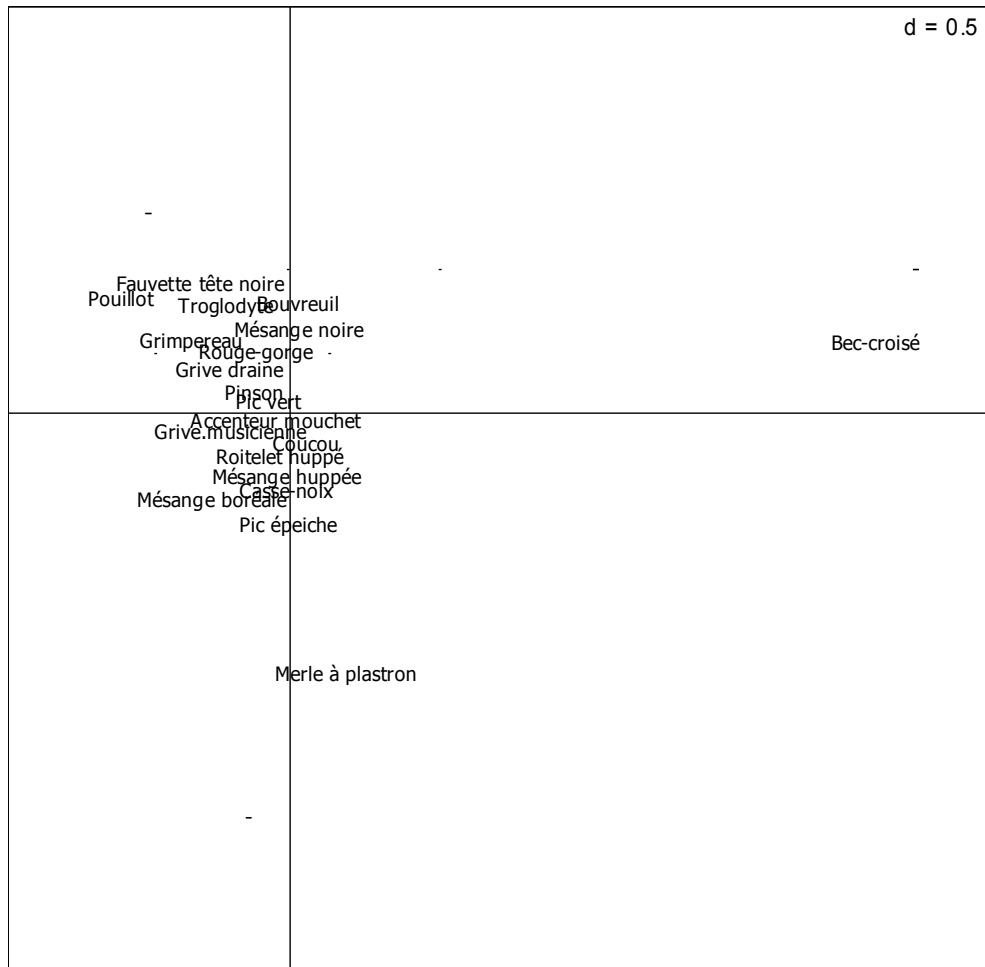 d = 0.5
Fauvette tête noire
Pouillot
Troglodyte
Bouvreuil
Mésange noire
Grimpereau
Bec-croisé
Rouge-gorge
Grive draine
Pinson
Pic vert
Accenteur mouchet
Grive.musicienne
Coucou
Roitelet huppé
Mésange huppée
Casse-noix
Mésange boréale
Pic épeiche
Merle à plastron